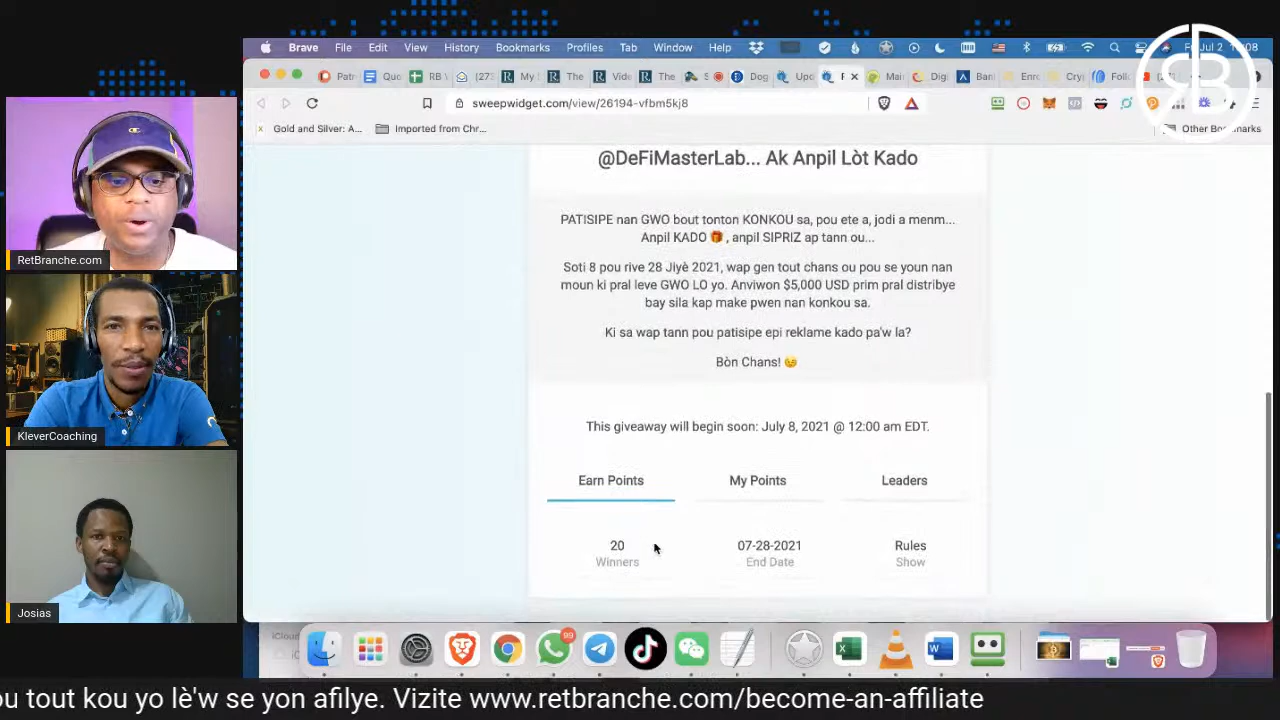 Brave File Edit View History Bookmarks Profiles Tab Window Help
sweepwidget.com/view/26194-vfbm5kj8
Gold and Silver: A...
Imported from Chr...
Other Bookmarks
RB
@DeFiMasterLab... Ak Anpil Lòt Kado
PATISIPE nan GWO bout tonton KONKOU sa, pou ete a, jodi a menm...
Anpil KADO 🎁 , anpil SIPRIZ ap tann ou...
Soti 8 pou rive 28 Jiyè 2021, wap gen tout chans ou pou se youn nan
moun ki pral leve GWO LO yo. Anviwon $5,000 USD prim pral distribye
bay sila kap make pwen nan konkou sa.
Ki sa wap tann pou patisipe epi reklame kado pa'w la?
Bòn Chans! 😉
This giveaway will begin soon: July 8, 2021 @ 12:00 am EDT.
Earn Points
My Points
Leaders
20
Winners
07-28-2021
End Date
Rules
Show
RetBranche.com
KleverCoaching
Josias
99
ou tout kou yo lè'w se yon afilye. Vizite www.retbranche.com/become-an-affiliate